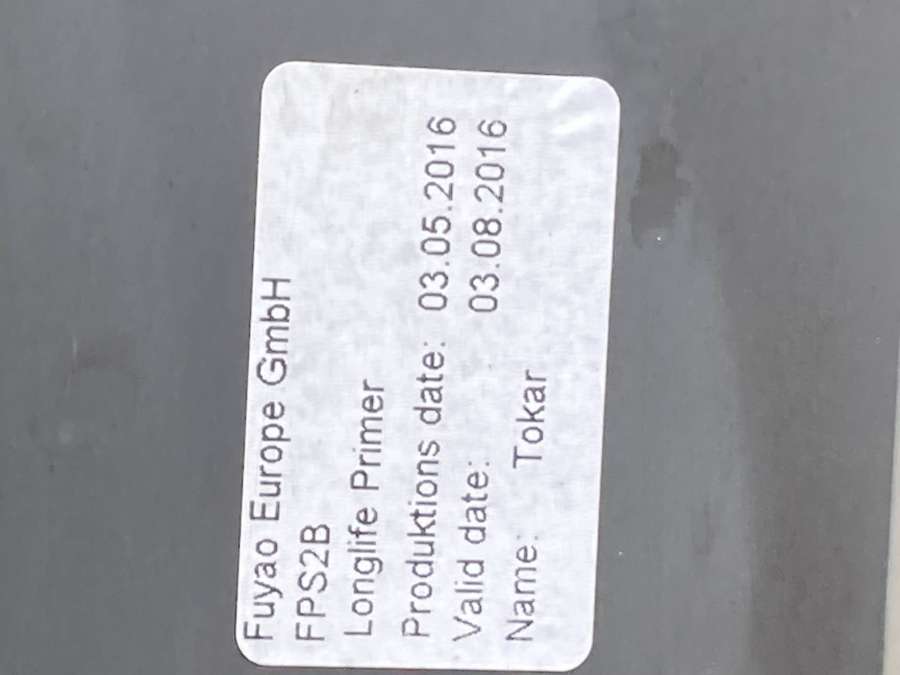 Fuyao Europe GmbH
FPS2B
Longlife Primer
Produktions date: 03.05.2016
Valid date: 03.08.2016
Name: Tokar